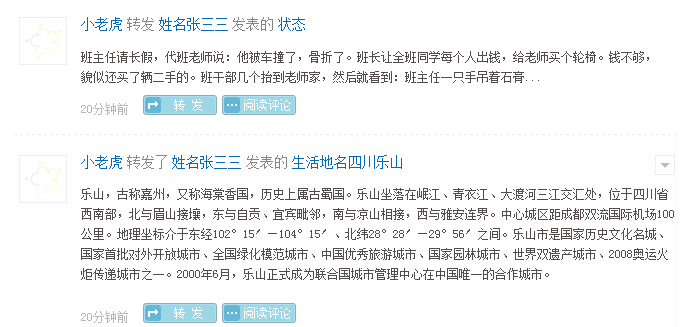 小老虎 转发 姓名张三三 发表的 状态
班主任请长假，代班老师说：他被车撞了，骨折了。班长让全班同学每个人出钱，给老师买个轮椅。钱不够，
貌似还买了辆二手的。班干部几个抬到老师家，然后就看到：班主任一只手吊着石膏...
20分钟前 转 发 阅读评论
小老虎 转发了 姓名张三三 发表的 生活地名四川乐山
乐山，古称嘉州，又称海棠香国，历史上属古蜀国。乐山坐落在岷江、青衣江、大渡河三江交汇处，位于四川省
西南部，北与眉山接壤，东与自贡、宜宾毗邻，南与凉山相接，西与雅安连界。中心城区距成都双流国际机场100
公里。地理坐标介于东经102°15′—104°15′、北纬28°28′—29°56′之间。乐山市是国家历史文化名城、
国家首批对外开放城市、全国绿化模范城市、中国优秀旅游城市、国家园林城市、世界双遗产城市、2008奥运火
炬传递城市之一。2000年6月，乐山正式成为联合国城市管理中心在中国唯一的合作城市。
20分钟前 转 发 阅读评论